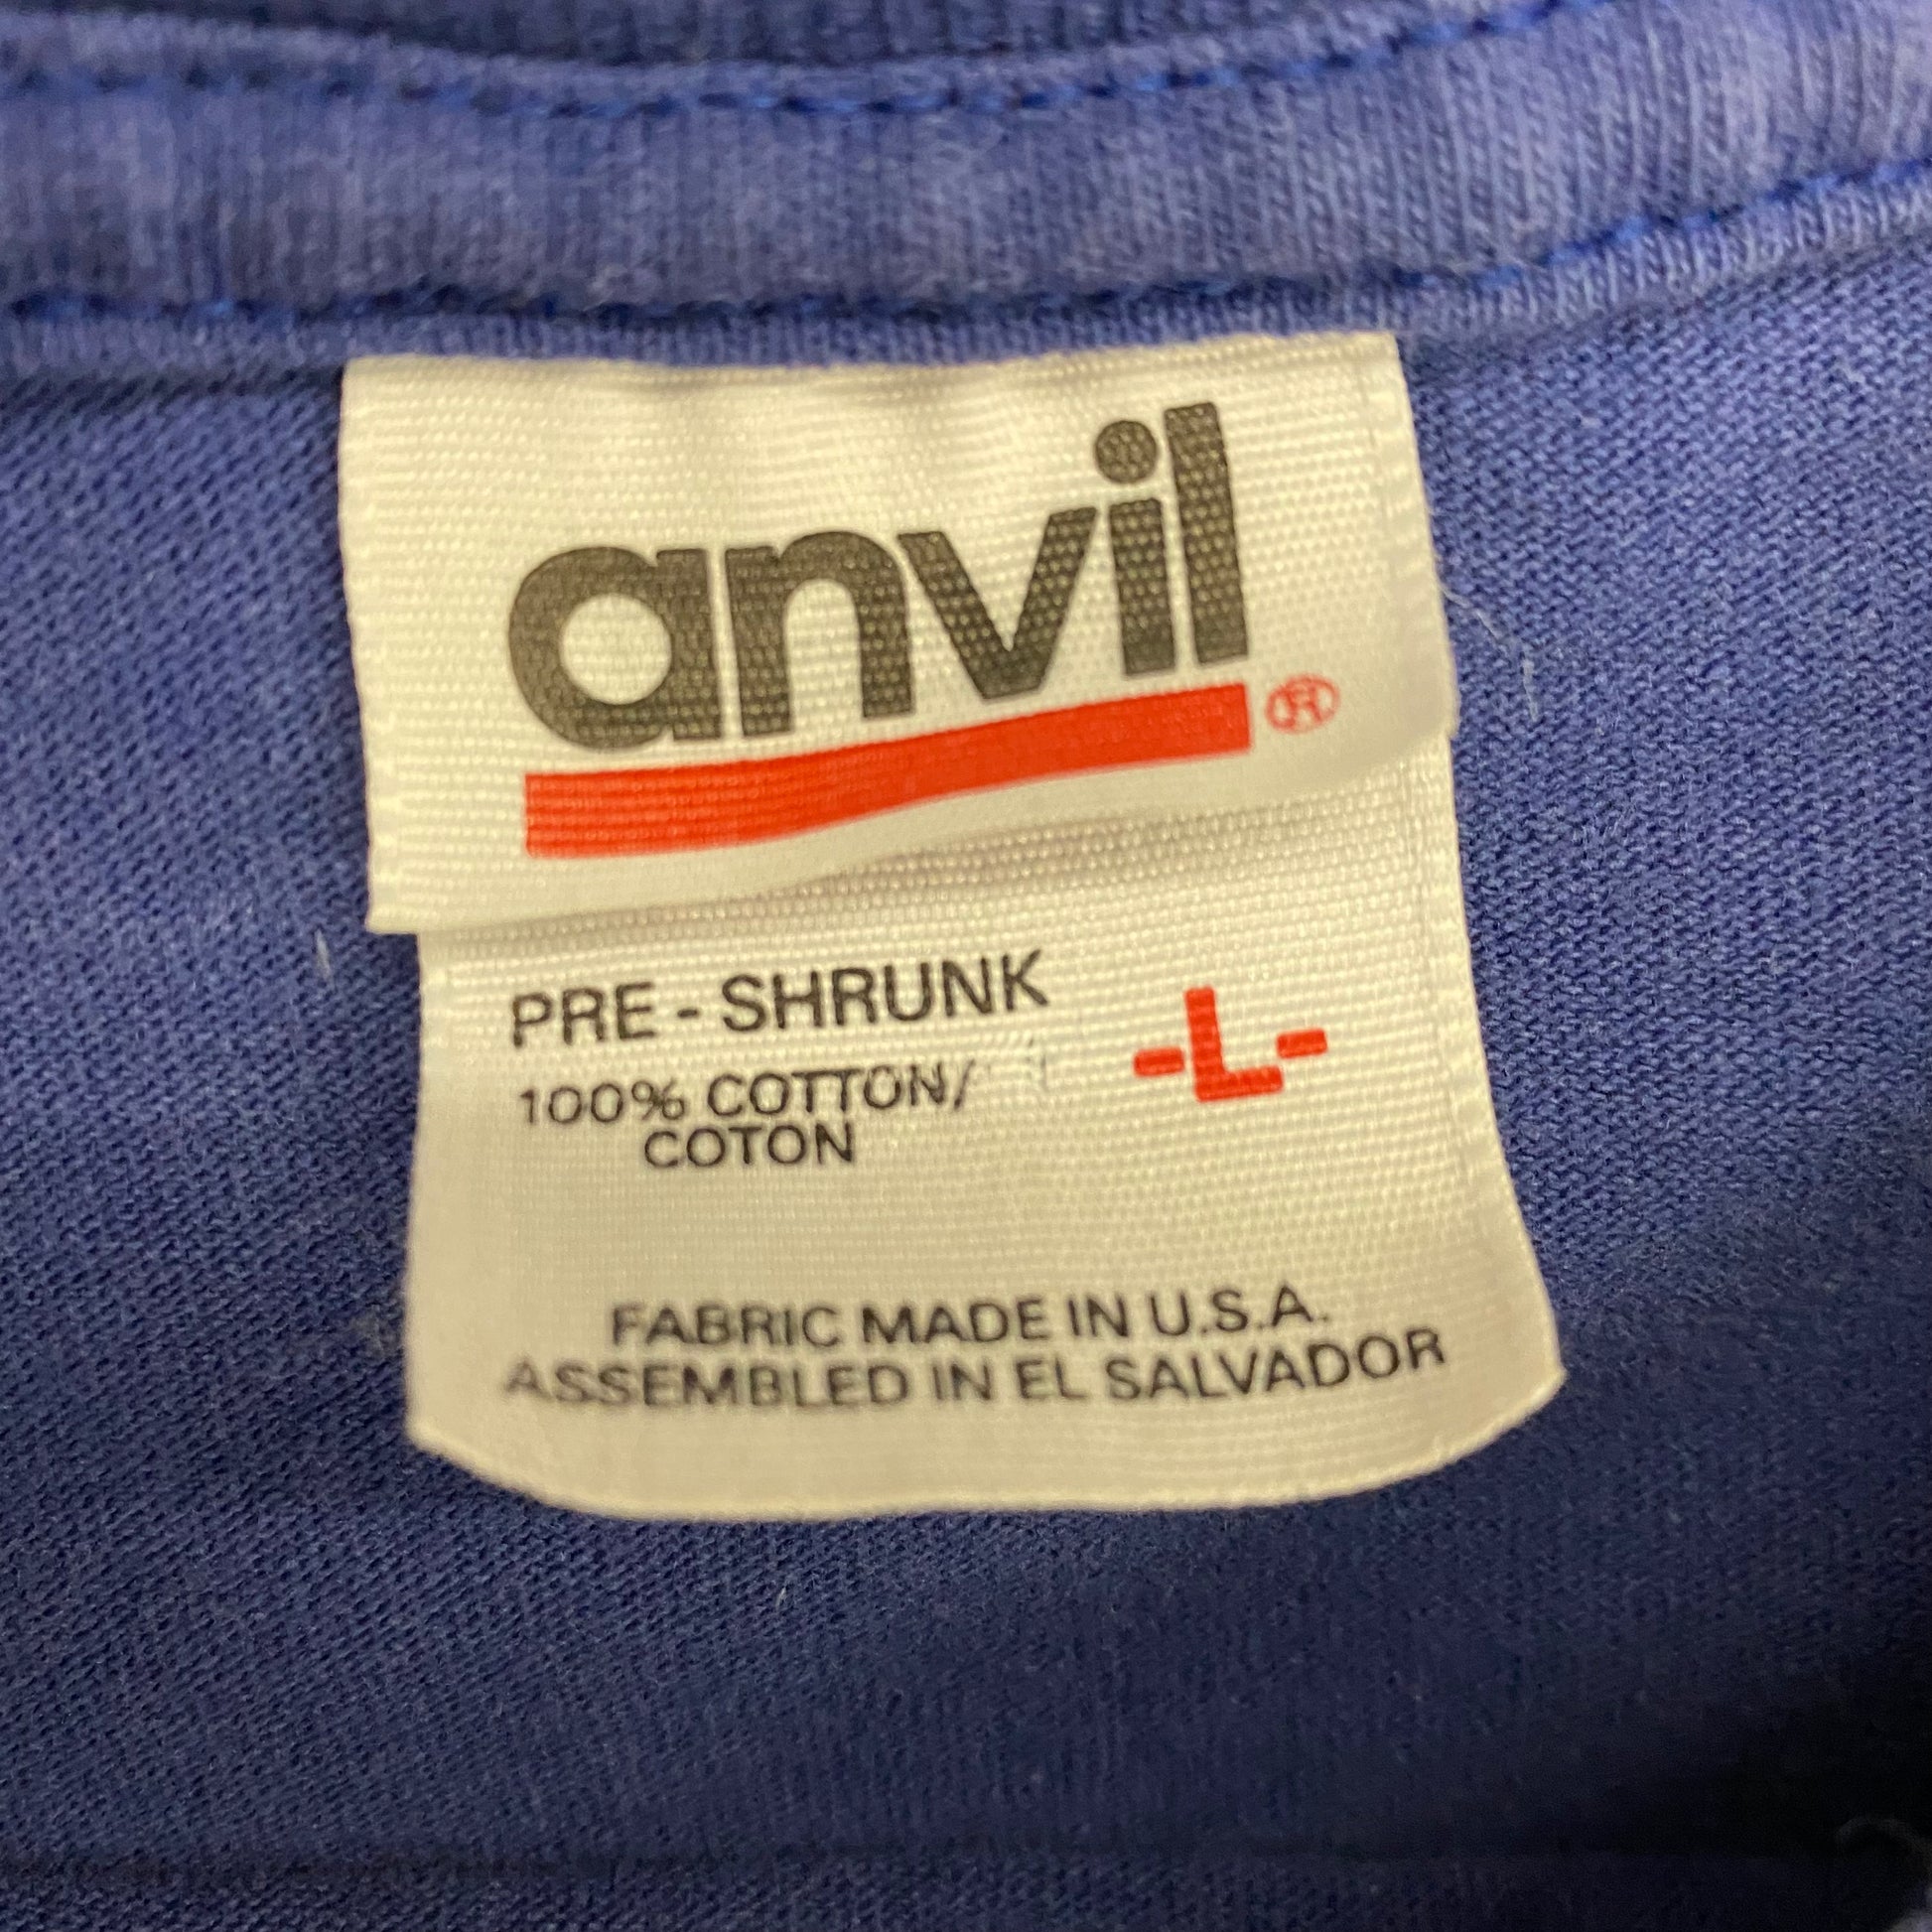 anvil®
PRE-SHRUNK
-L-
100% COTTON/
COTON
FABRIC MADE IN U.S.A.
ASSEMBLED IN EL SALVADOR